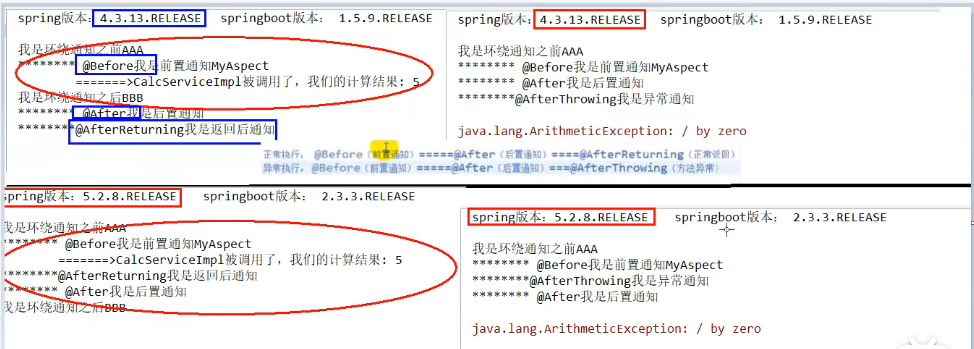 spring版本：4.3.13.RELEASE springboot版本： 1.5.9.RELEASE
我是环绕通知之前AAA
******** @Before我是前置通知MyAspect
=======>CalcServiceImpl被调用了，我们的计算结果：5
我是环绕通知之后BBB
******** @After我是后置通知
********@AfterReturning我是返回后通知
spring版本：4.3.13.RELEASE springboot版本： 1.5.9.RELEASE
我是环绕通知之前AAA
******** @Before我是前置通知MyAspect
******** @After我是后置通知
********@AfterThrowing我是异常通知
java.lang.ArithmeticException: / by zero
正常执行： @Before（前置通知）=====@After（后置通知）====@AfterReturning（正常返回）
异常执行： @Before（前置通知）=====@After（后置通知）===@AfterThrowing（方法异常）
spring版本：5.2.8.RELEASE springboot版本： 2.3.3.RELEASE
我是环绕通知之前AAA
******** @Before我是前置通知MyAspect
=======>CalcServiceImpl被调用了，我们的计算结果：5
********@AfterReturning我是返回后通知
******** @After我是后置通知
我是环绕通知之后BBB
spring版本：5.2.8.RELEASE springboot版本： 2.3.3.RELEASE
我是环绕通知之前AAA
******** @Before我是前置通知MyAspect
********@AfterThrowing我是异常通知
******** @After我是后置通知
java.lang.ArithmeticException: / by zero